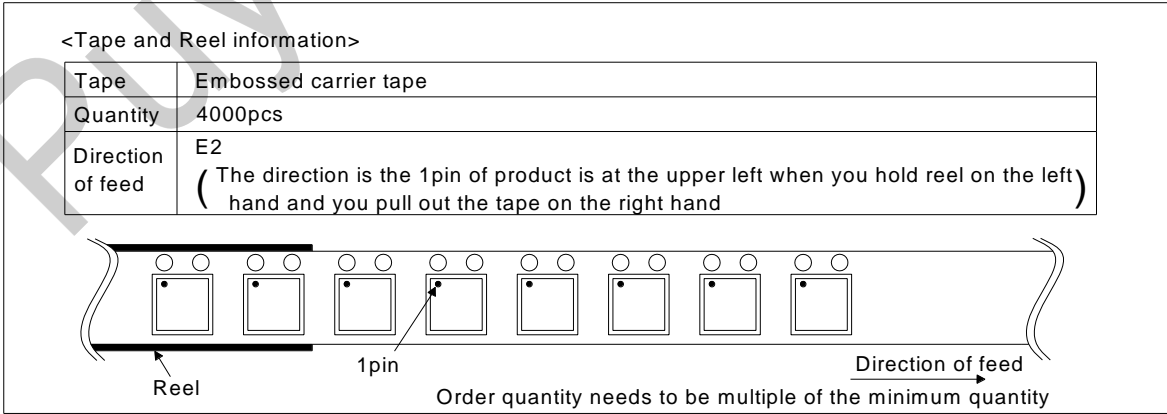 <Tape and Reel information>
Tape Embossed carrier tape
Quantity 4000pcs
Direction of feed E2
( The direction is the 1pin of product is at the upper left when you hold reel on the left
hand and you pull out the tape on the right hand )
1pin
Reel
Direction of feed
Order quantity needs to be multiple of the minimum quantity
Puy